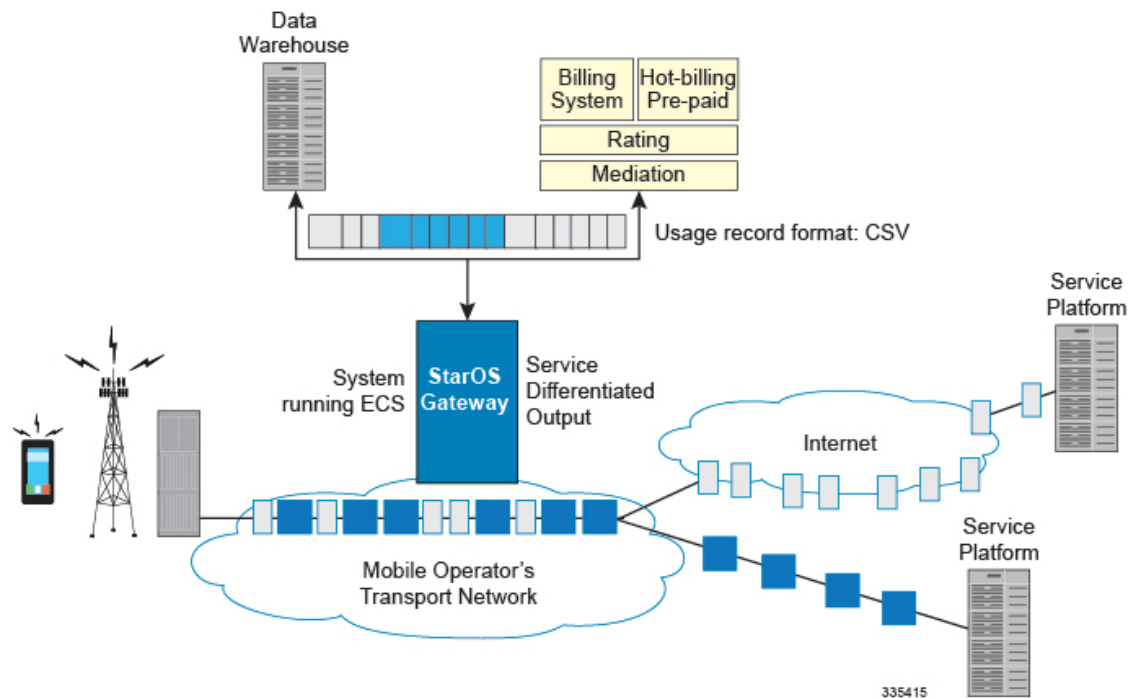 Data
Warehouse
Billing
System
Hot-billing
Pre-paid
Rating
Mediation
Usage record format: CSV
Service
Platform
System
running ECS
StarOS
Gateway
Service
Differentiated
Output
Internet
Mobile Operator's
Transport Network
Service
Platform
335415